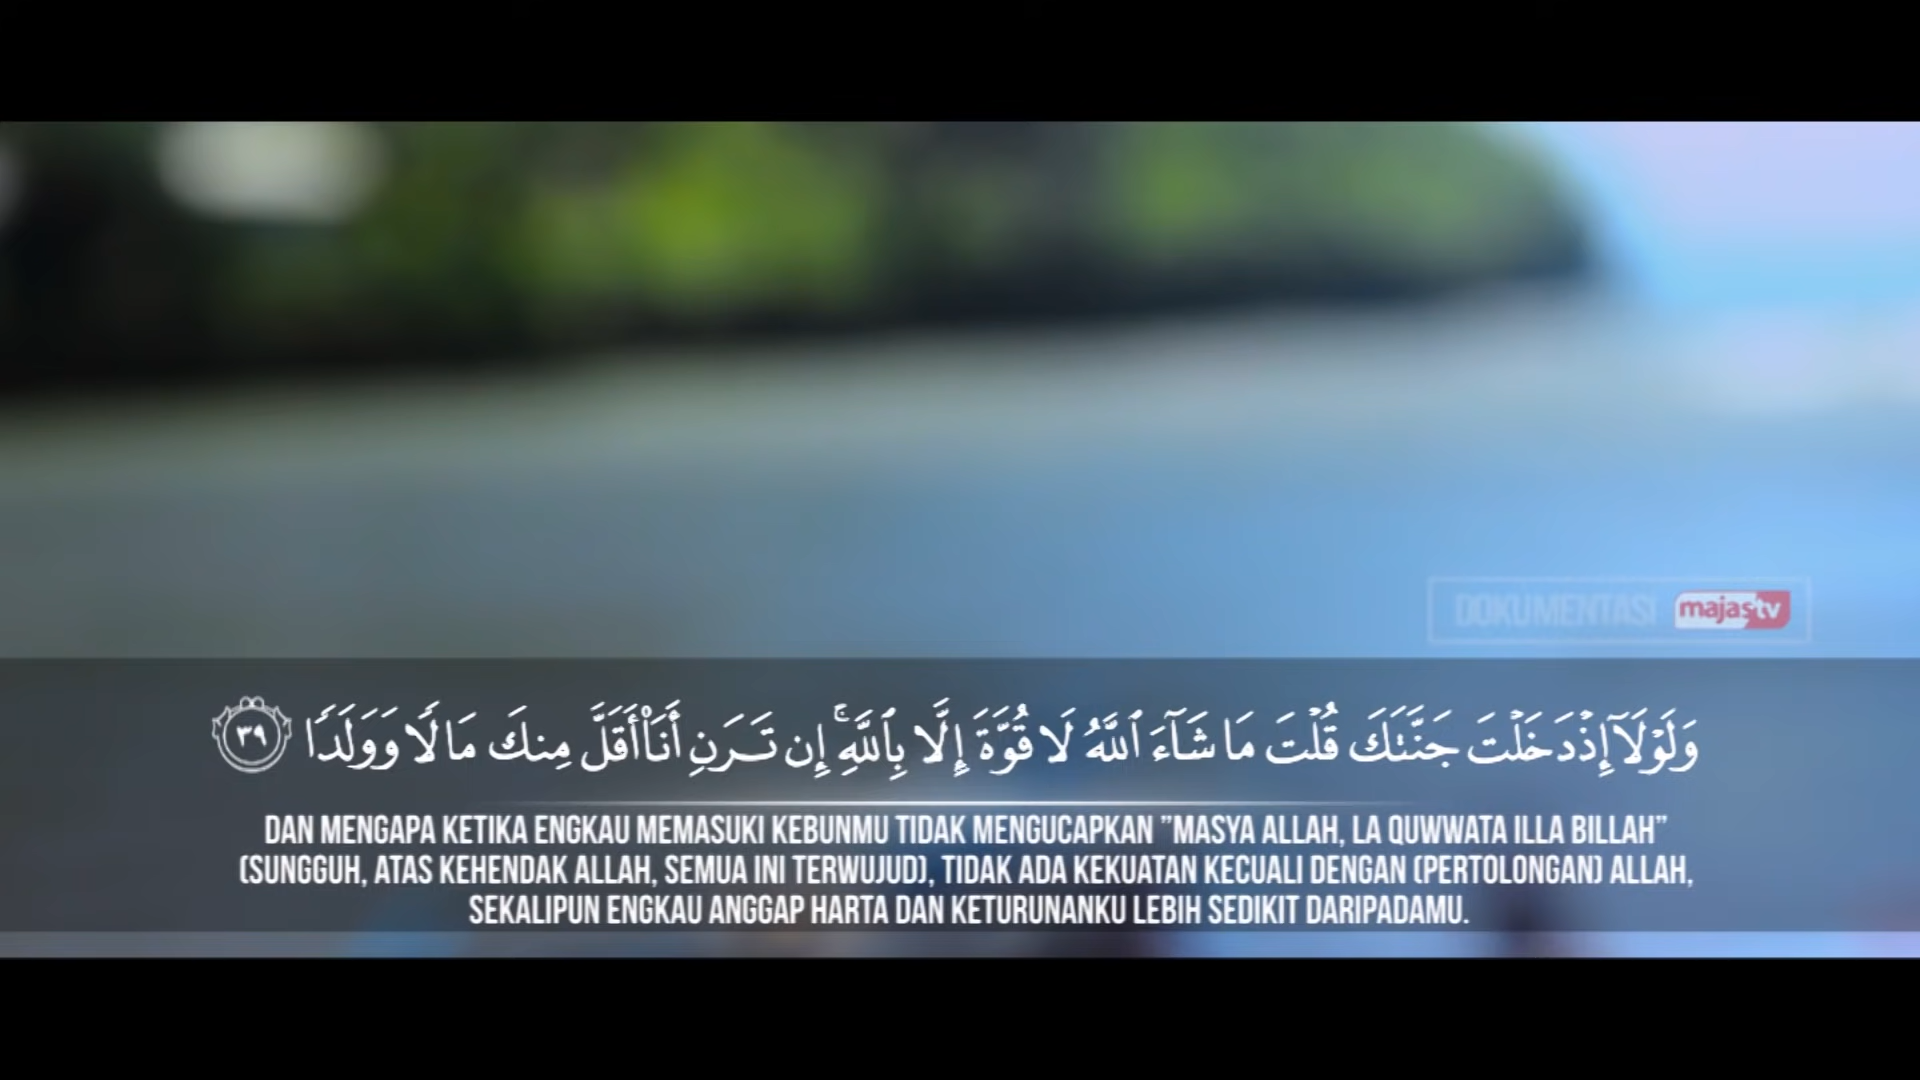 DOKUMENTASI majastv
وَلَوْلَآ إِذْ دَخَلْتَ جَنَّتَكَ قُلْتَ مَا شَآءَ ٱللَّهُ لَا قُوَّةَ إِلَّا بِٱللَّهِ ۚ إِن تَرَنِ أَنَا۠ أَقَلَّ مِنكَ مَالًا وَوَلَدًا ٣٩
DAN MENGAPA KETIKA ENGKAU MEMASUKI KEBUNMU TIDAK MENGUCAPKAN "MASYA ALLAH, LA QUWWATA ILLA BILLAH"
(SUNGGUH, ATAS KEHENDAK ALLAH, SEMUA INI TERWUJUD), TIDAK ADA KEKUATAN KECUALI DENGAN (PERTOLONGAN) ALLAH,
SEKALIPUN ENGKAU ANGGAP HARTA DAN KETURUNANKU LEBIH SEDIKIT DARIPADAMU.